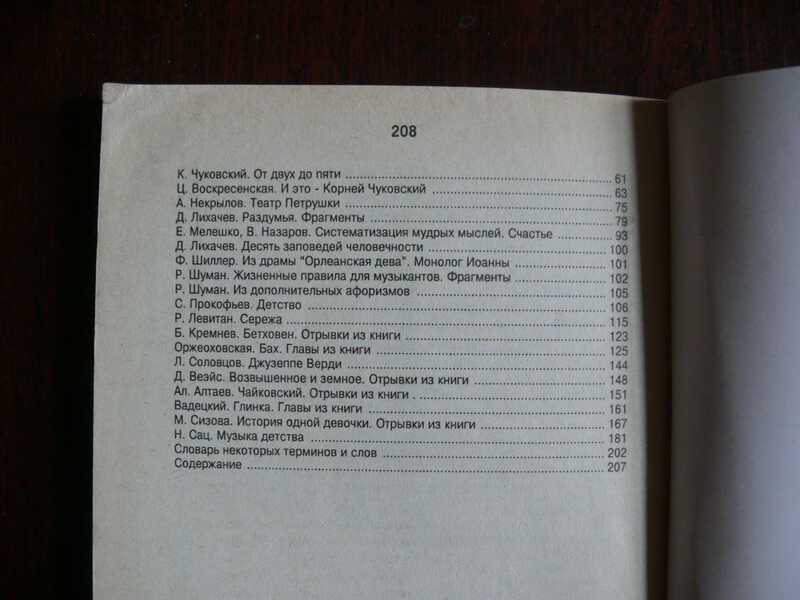 208
К. Чуковский. От двух до пяти ........ 61
Ц. Воскресенская. И это - Корней Чуковский ........ 63
А. Некрылов. Театр Петрушки ........ 75
Д. Лихачев. Раздумья. Фрагменты ........ 79
Е. Мелешко, В. Назаров. Систематизация мудрых мыслей. Счастье ........ 93
Д. Лихачев. Десять заповедей человечности ........ 100
Ф. Шиллер. Из драмы "Орлеанская дева". Монолог Иоанны ........ 101
Р. Шуман. Жизненные правила для музыкантов. Фрагменты ........ 102
Р. Шуман. Из дополнительных афоризмов ........ 105
С. Прокофьев. Детство ........ 106
Р. Левитан. Сережа ........ 115
Б. Кремнев. Бетховен. Отрывки из книги ........ 123
Оржеоховская. Бах. Главы из книги ........ 125
Л. Соловцов. Джузеппе Верди ........ 144
Д. Веэйс. Возвышенное и земное. Отрывки из книги ........ 148
Ал. Алтаев. Чайковский. Отрывки из книги ........ 151
Вадецкий. Глинка. Главы из книги ........ 161
М. Сизова. История одной девочки. Отрывки из книги ........ 167
Н. Сац. Музыка детства ........ 181
Словарь некоторых терминов и слов ........ 202
Содержание ........ 207